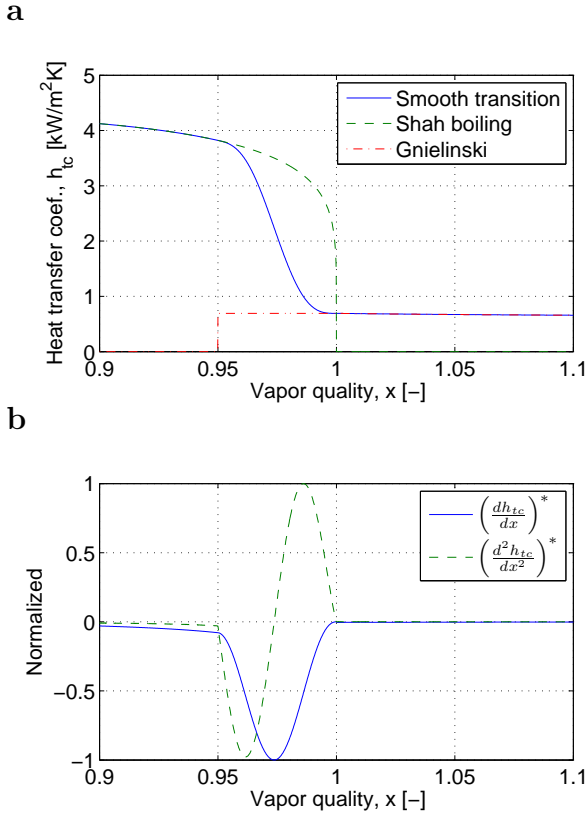 a
Heat transfer coef., h_tc [kW/m²K]
5
4
3
2
1
0
Smooth transition
Shah boiling
Gnielinski
0.9
0.95
1
1.05
1.1
Vapor quality, x [−]
b
Normalized
1
0.5
0
−0.5
−1
(dh_tc/dx)*
(d²h_tc/dx²)*
0.9
0.95
1
1.05
1.1
Vapor quality, x [−]